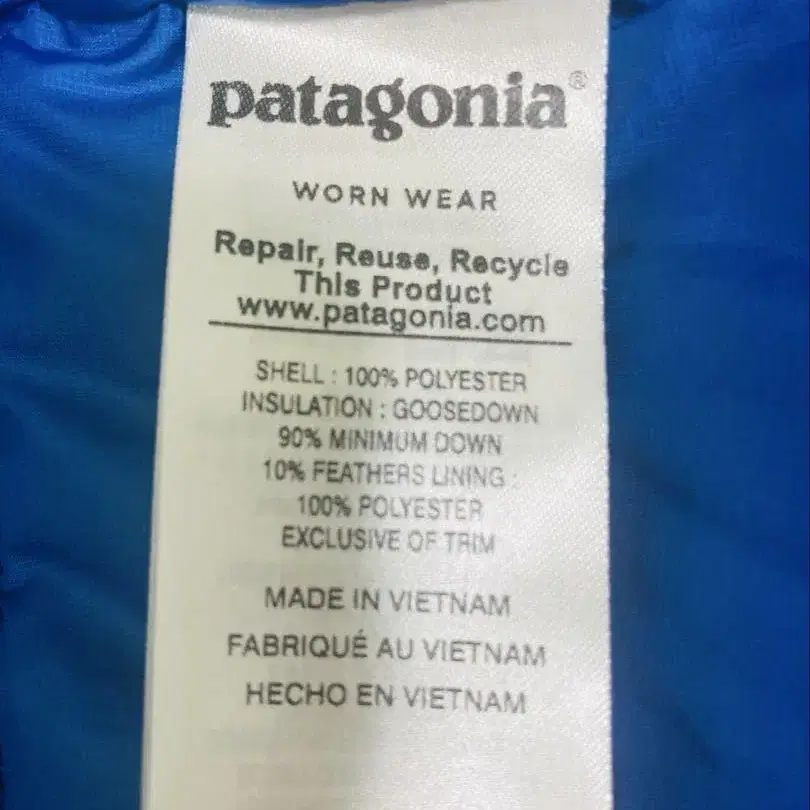 patagonia®
WORN WEAR
Repair, Reuse, Recycle
This Product
www.patagonia.com
SHELL : 100% POLYESTER
INSULATION : GOOSEDOWN
90% MINIMUM DOWN
10% FEATHERS LINING :
100% POLYESTER
EXCLUSIVE OF TRIM
MADE IN VIETNAM
FABRIQUÉ AU VIETNAM
HECHO EN VIETNAM